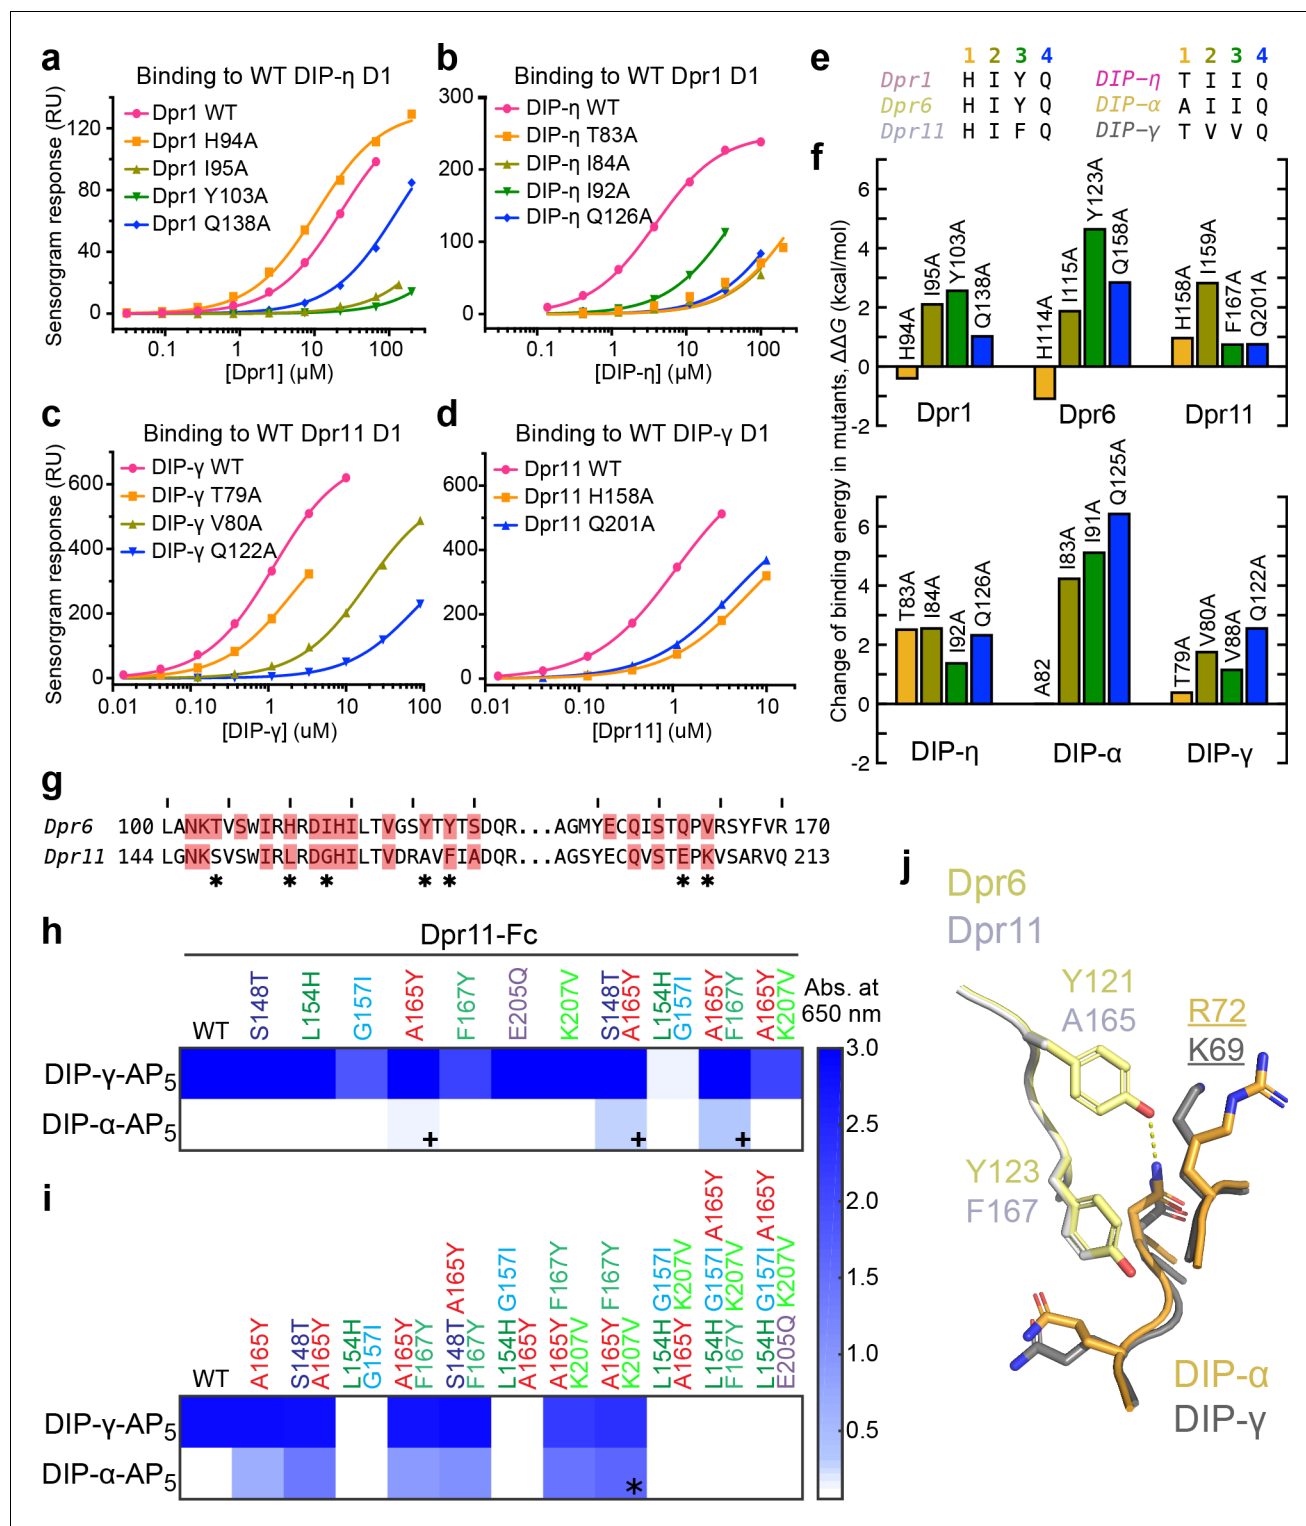 a
Binding to WT DIP-η D1
Sensorgram response (RU)
120
80
40
0
Dpr1 WT
Dpr1 H94A
Dpr1 I95A
Dpr1 Y103A
Dpr1 Q138A
0.1 1 10 100
[Dpr1] (μM)
b
Binding to WT Dpr1 D1
300
200
100
0
DIP-η WT
DIP-η T83A
DIP-η I84A
DIP-η I92A
DIP-η Q126A
0.1 1 10 100
[DIP-η] (μM)
c
Binding to WT Dpr11 D1
Sensorgram response (RU)
600
400
200
0
DIP-γ WT
DIP-γ T79A
DIP-γ V80A
DIP-γ Q122A
0.01 0.1 1 10 100
[DIP-γ] (uM)
d
Binding to WT DIP-γ D1
600
400
200
0
Dpr11 WT
Dpr11 H158A
Dpr11 Q201A
0.01 0.10 1 10
[Dpr11] (uM)
e
1 2 3 4
Dpr1 H I Y Q
Dpr6 H I Y Q
Dpr11 H I F Q
1 2 3 4
DIP-η T I I Q
DIP-α A I I Q
DIP-γ T V V Q
f
Change of binding energy in mutants, ΔΔG (kcal/mol)
6
4
2
0
-2
H94A I95A Y103A Q138A
H114A I115A Y123A Q158A
H158A I159A F167A Q201A
Dpr1 Dpr6 Dpr11
6
4
2
0
-2
T83A I84A I92A Q126A
A82 I83A I91A Q125A
T79A V80A V88A Q122A
DIP-η DIP-α DIP-γ
g
Dpr6 100 LANKTVSWIRHRDIHILTVGSYTYTSDQR...AGMYECQISTQPVRSYFVR 170
Dpr11 144 LGNKSVSWIRLRDGHILTVDRAVFIADQR...AGSYECQVSTEPKVSARVQ 213
* * * * * * *
h
Dpr11-Fc
WT
S148T
L154H
G157I
A165Y
F167Y
E205Q
K207V
S148T A165Y
L154H G157I
A165Y F167Y
A165Y K207V
DIP-γ-AP5
DIP-α-AP5
+ + +
Abs. at
650 nm
3.0
2.5
2.0
1.5
1.0
0.5
i
WT
A165Y
S148T A165Y
L154H G157I
A165Y F167Y
S148T A165Y F167Y
L154H G157I A165Y
A165Y F167Y K207V
A165Y F167Y K207V
L154H G157I A165Y K207V
L154H G157I A165Y F167Y K207V
L154H G157I A165Y E205Q K207V
DIP-γ-AP5
DIP-α-AP5
*
j
Dpr6
Dpr11
Y121
A165
R72
K69
Y123
F167
DIP-α
DIP-γ